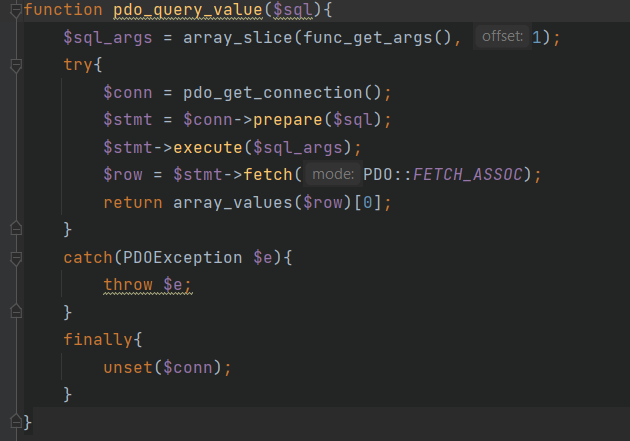 function pdo_query_value($sql){
    $sql_args = array_slice(func_get_args(), offset: 1);
    try{
        $conn = pdo_get_connection();
        $stmt = $conn->prepare($sql);
        $stmt->execute($sql_args);
        $row = $stmt->fetch( mode: PDO::FETCH_ASSOC);
        return array_values($row)[0];
    }
    catch(PDOException $e){
        throw $e;
    }
    finally{
        unset($conn);
    }
}